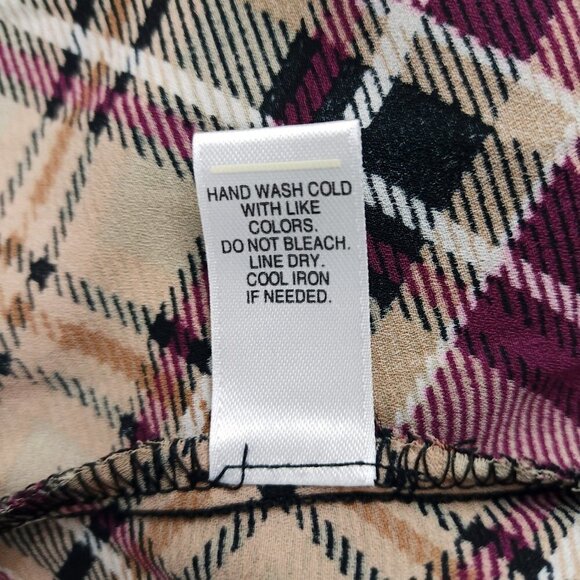 HAND WASH COLD
WITH LIKE
COLORS.
DO NOT BLEACH.
LINE DRY.
COOL IRON
IF NEEDED.